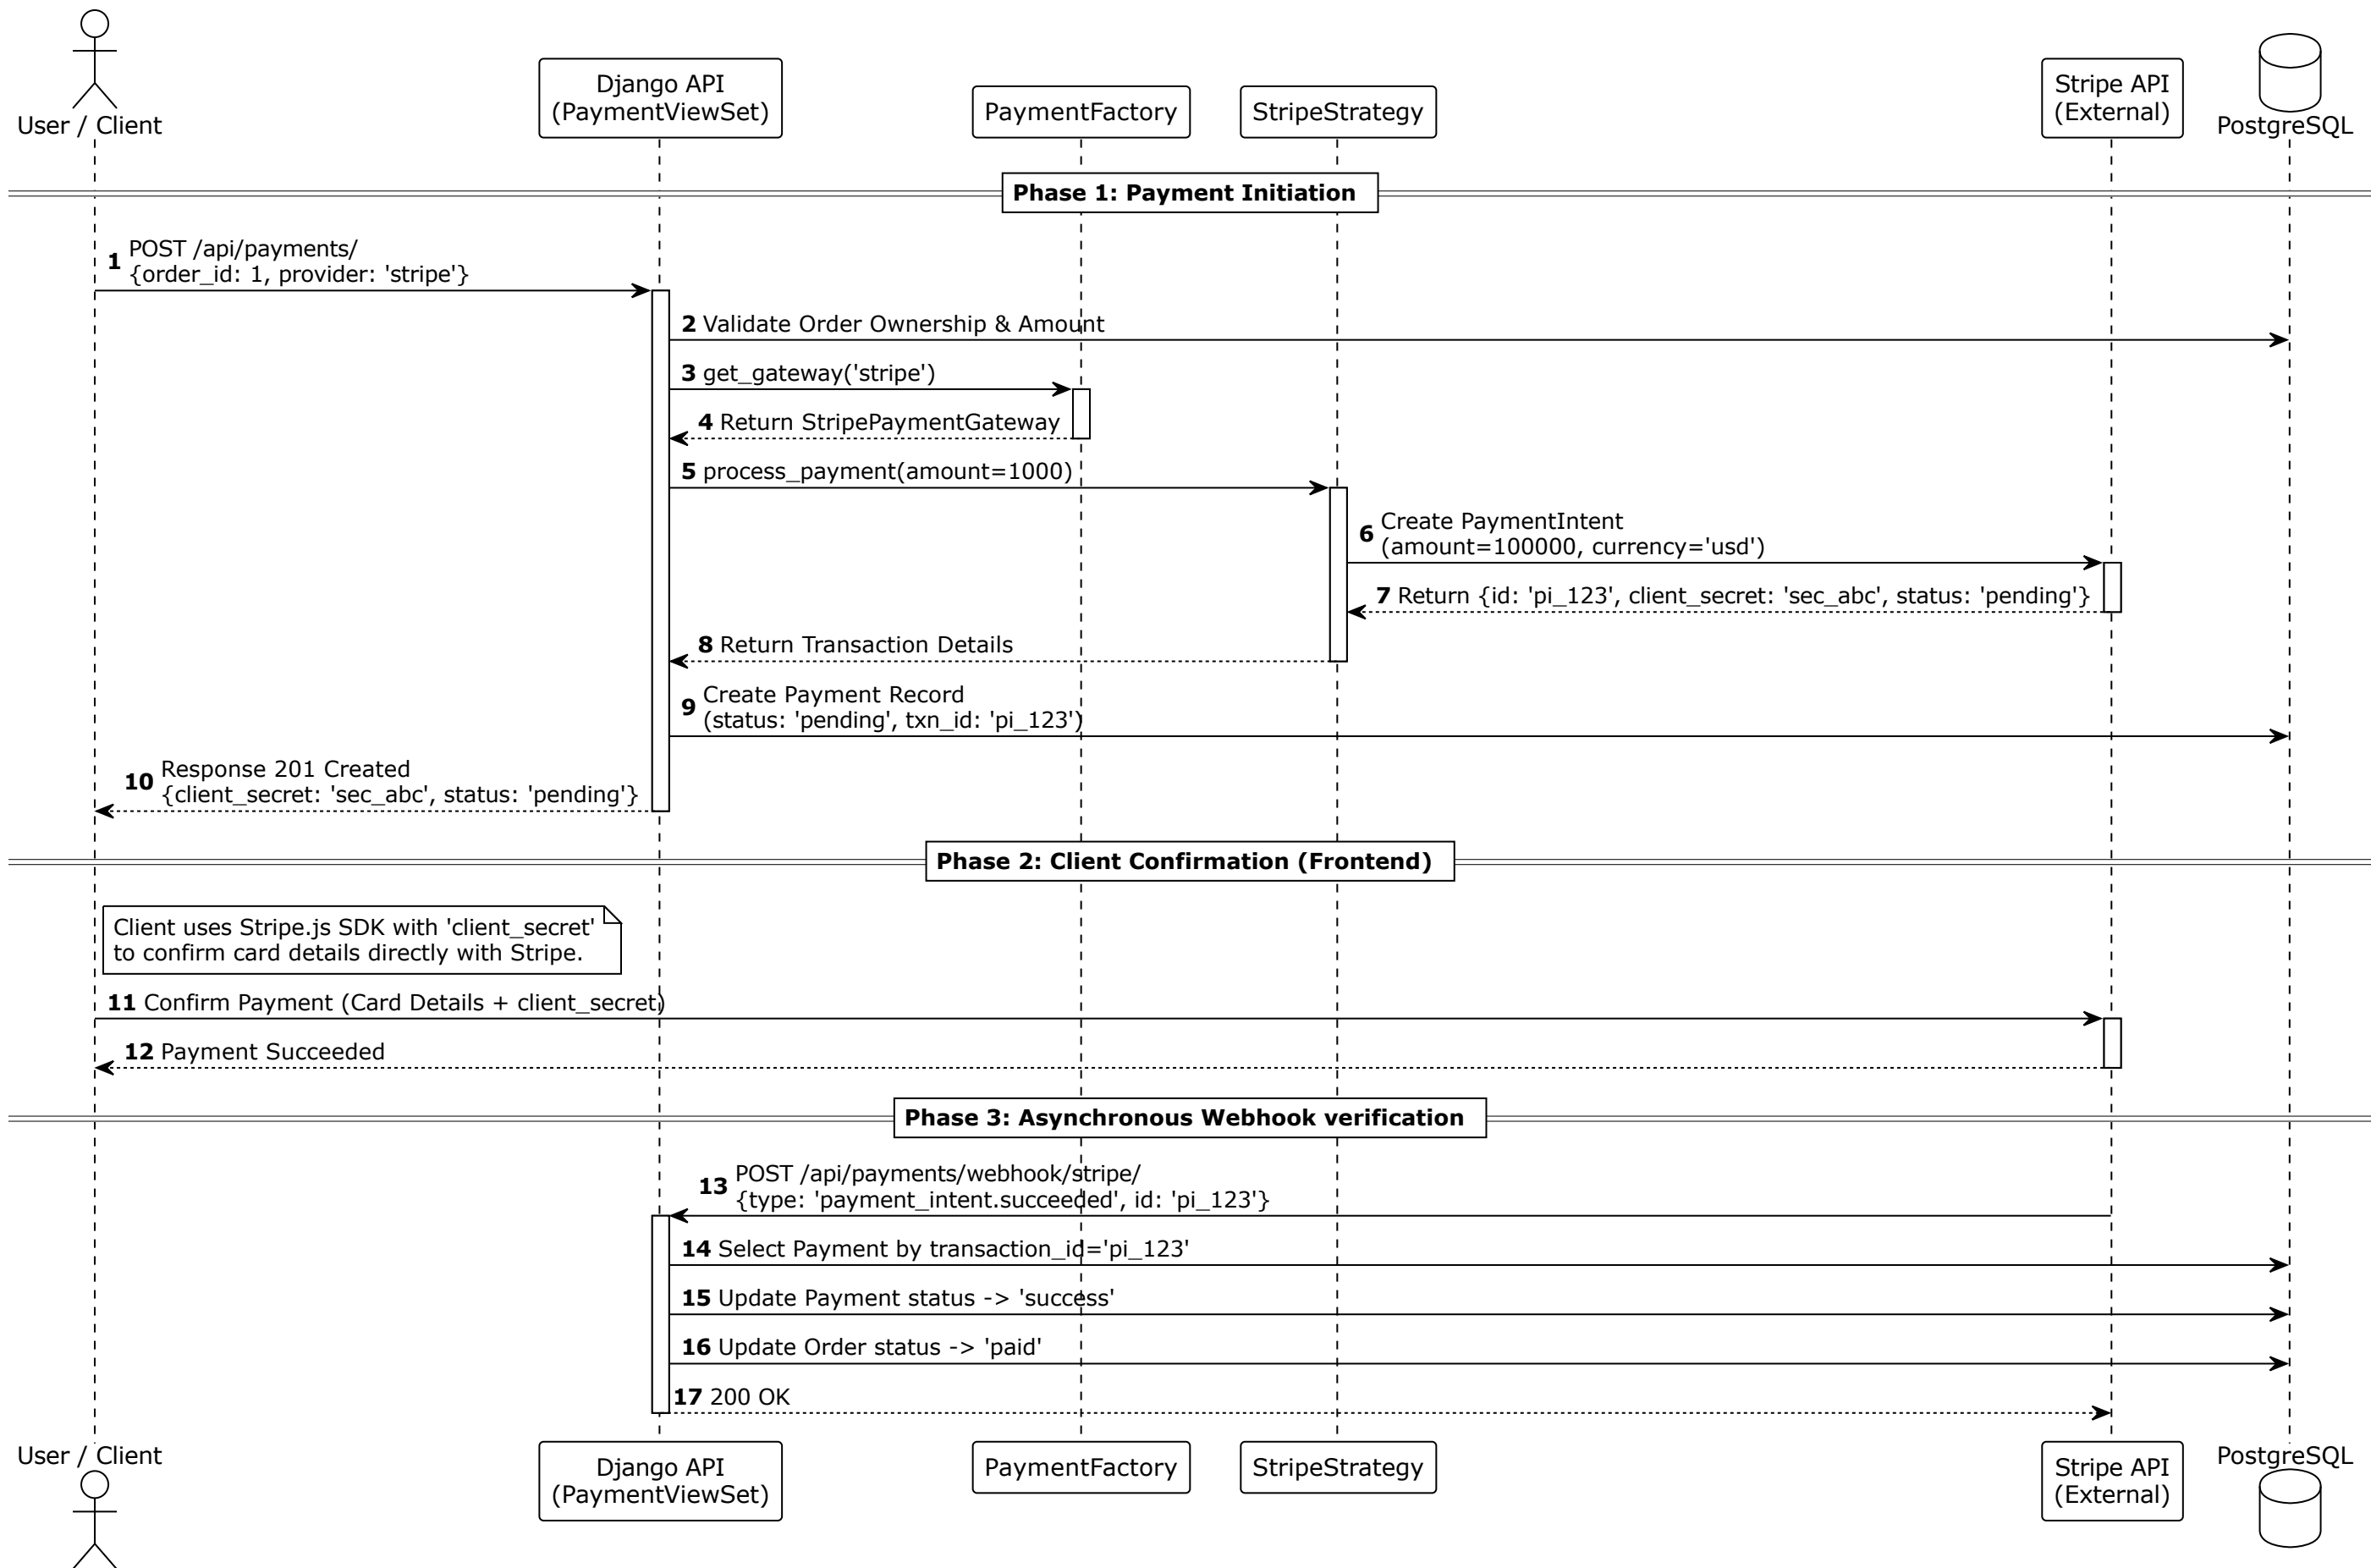 User / Client
Django API
(PaymentViewSet)
PaymentFactory
StripeStrategy
Stripe API
(External)
PostgreSQL
Phase 1: Payment Initiation
1 POST /api/payments/
{order_id: 1, provider: 'stripe'}
2 Validate Order Ownership & Amount
3 get_gateway('stripe')
4 Return StripePaymentGateway
5 process_payment(amount=1000)
6 Create PaymentIntent
(amount=100000, currency='usd')
7 Return {id: 'pi_123', client_secret: 'sec_abc', status: 'pending'}
8 Return Transaction Details
9 Create Payment Record
(status: 'pending', txn_id: 'pi_123')
10 Response 201 Created
{client_secret: 'sec_abc', status: 'pending'}
Phase 2: Client Confirmation (Frontend)
Client uses Stripe.js SDK with 'client_secret'
to confirm card details directly with Stripe.
11 Confirm Payment (Card Details + client_secret)
12 Payment Succeeded
Phase 3: Asynchronous Webhook verification
13 POST /api/payments/webhook/stripe/
{type: 'payment_intent.succeeded', id: 'pi_123'}
14 Select Payment by transaction_id='pi_123'
15 Update Payment status -> 'success'
16 Update Order status -> 'paid'
17 200 OK
User / Client
Django API
(PaymentViewSet)
PaymentFactory
StripeStrategy
Stripe API
(External)
PostgreSQL